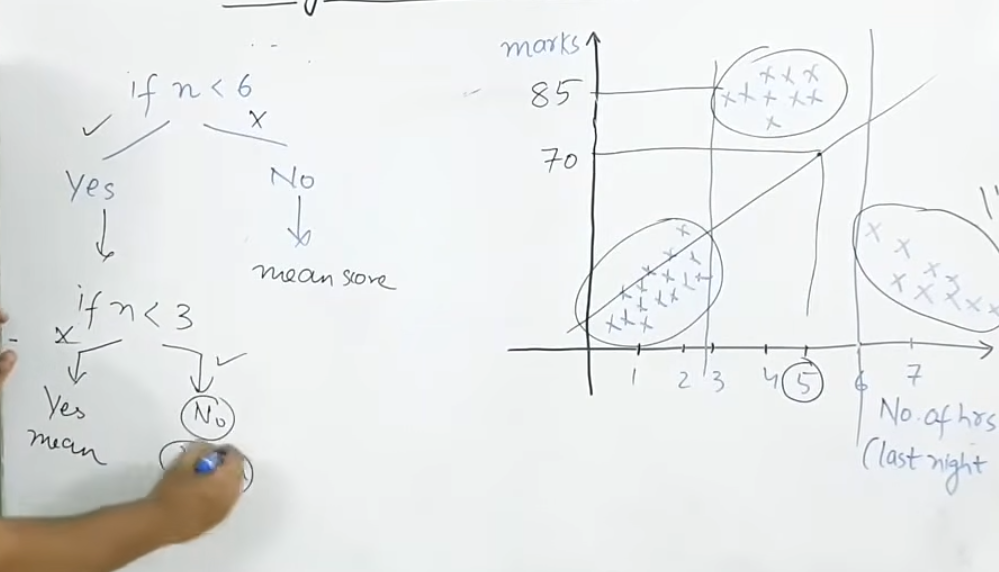 if n < 6
✓ x
Yes No
mean score
if n < 3
x ✓
Yes No
mean
marks
85
70
1 2 3 4 5 6 7
No. of hrs
(last night